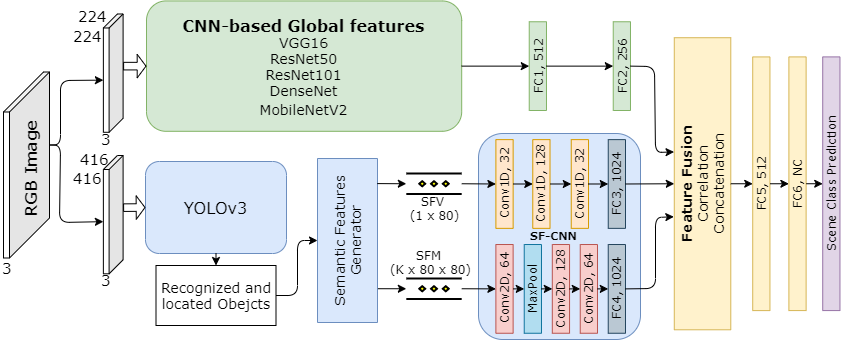 224
224
3
RGB Image
3
CNN-based Global features
VGG16
ResNet50
ResNet101
DenseNet
MobileNetV2
FC1, 512
FC2, 256
416
416
3
YOLOv3
Recognized and
located Obejcts
Semantic Features
Generator
SFV
(1 x 80)
SFM
(K x 80 x 80)
Conv1D, 32
Conv1D, 128
Conv1D, 32
FC3, 1024
SF-CNN
Conv2D, 64
MaxPool
Conv2D, 128
Conv2D, 64
FC4, 1024
Feature Fusion
Correlation
Concatenation
FC5, 512
FC6, NC
Scene Class Prediction